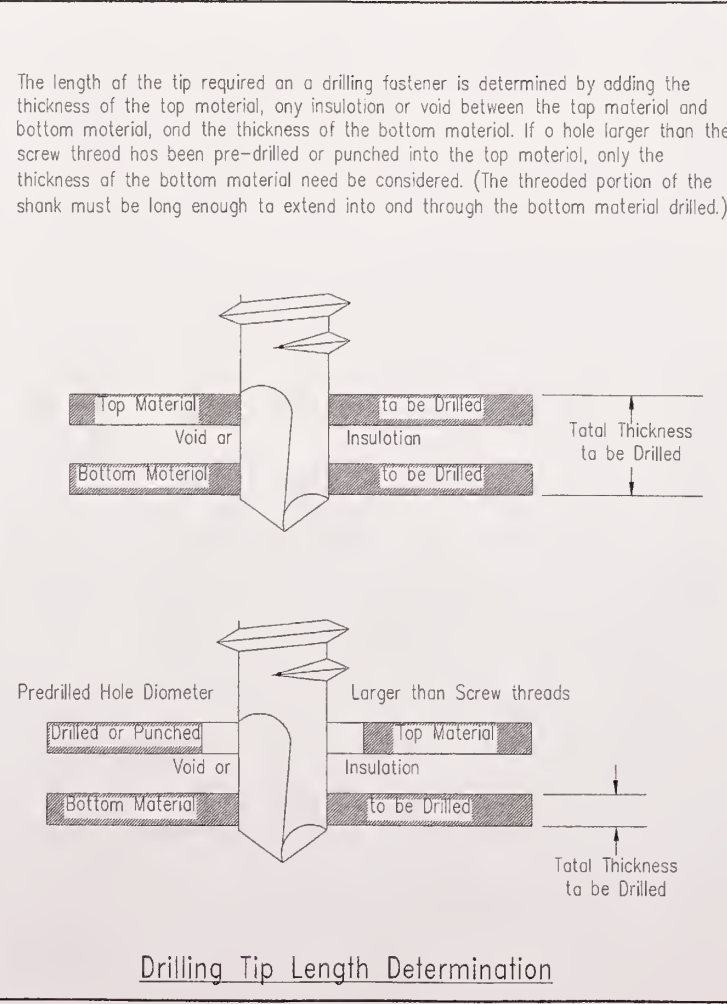 The length of the tip required on a drilling fastener is determined by adding the
thickness of the top material, any insulation or void between the top material and
bottom material, and the thickness of the bottom material. If a hole larger than the
screw thread has been pre-drilled or punched into the top material, only the
thickness of the bottom material need be considered. (The threaded portion of the
shank must be long enough to extend into and through the bottom material drilled.)
Top Material to be Drilled
Void or Insulation
Bottom Material to be Drilled
Total Thickness
to be Drilled
Predrilled Hole Diameter Larger than Screw threads
Drilled or Punched Top Material
Void or Insulation
Bottom Material to be Drilled
Total Thickness
to be Drilled
Drilling Tip Length Determination